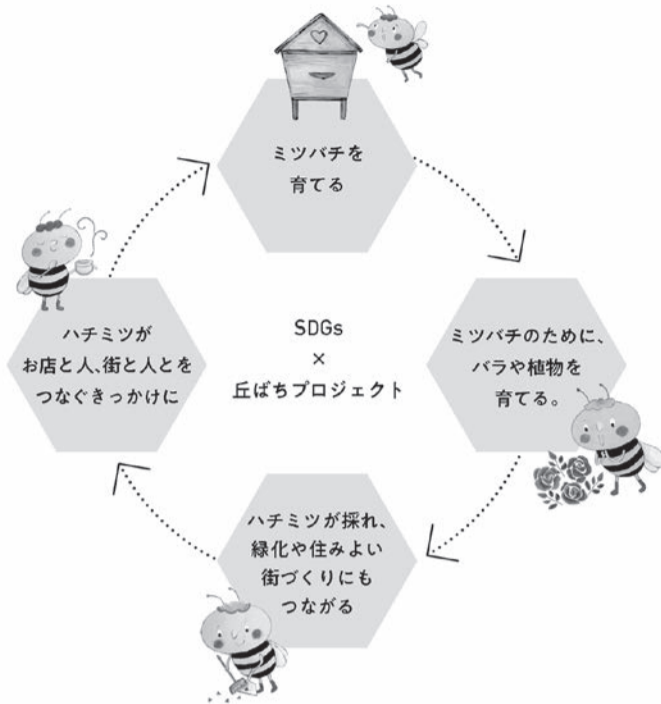 ミツバチを
育てる
SDGs
×
丘ばちプロジェクト
ミツバチのために、
バラや植物を
育てる。
ハチミツが採れ、
緑化や住みよい
街づくりにも
つながる
ハチミツが
お店と人、街と人とを
つなぐきっかけに